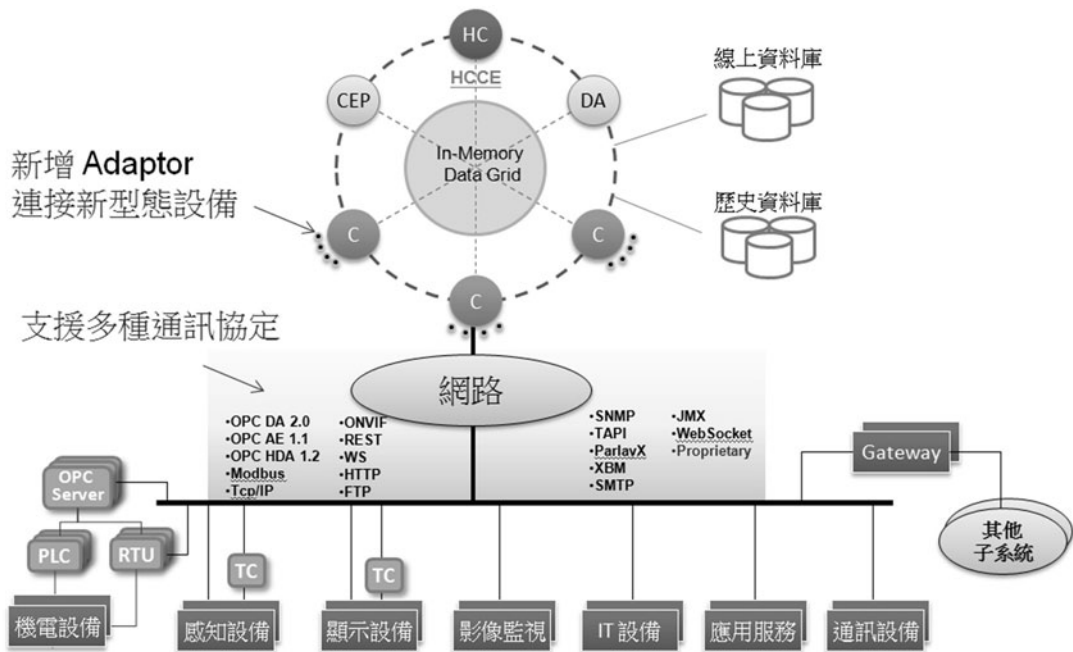 HC
HCCE
CEP
DA
In-Memory
Data Grid
線上資料庫
歷史資料庫
新增 Adaptor
連接新型態設備
C
C
C
支援多種通訊協定
網路
•OPC DA 2.0
•OPC AE 1.1
•OPC HDA 1.2
•Modbus
•Tcp/IP
•ONVIF
•REST
•WS
•HTTP
•FTP
•SNMP
•TAPI
•ParlayX
•XBM
•SMTP
•JMX
•WebSocket
•Proprietary
OPC
Server
PLC
RTU
TC
TC
Gateway
其他
子系統
機電設備
感知設備
顯示設備
影像監視
IT 設備
應用服務
通訊設備